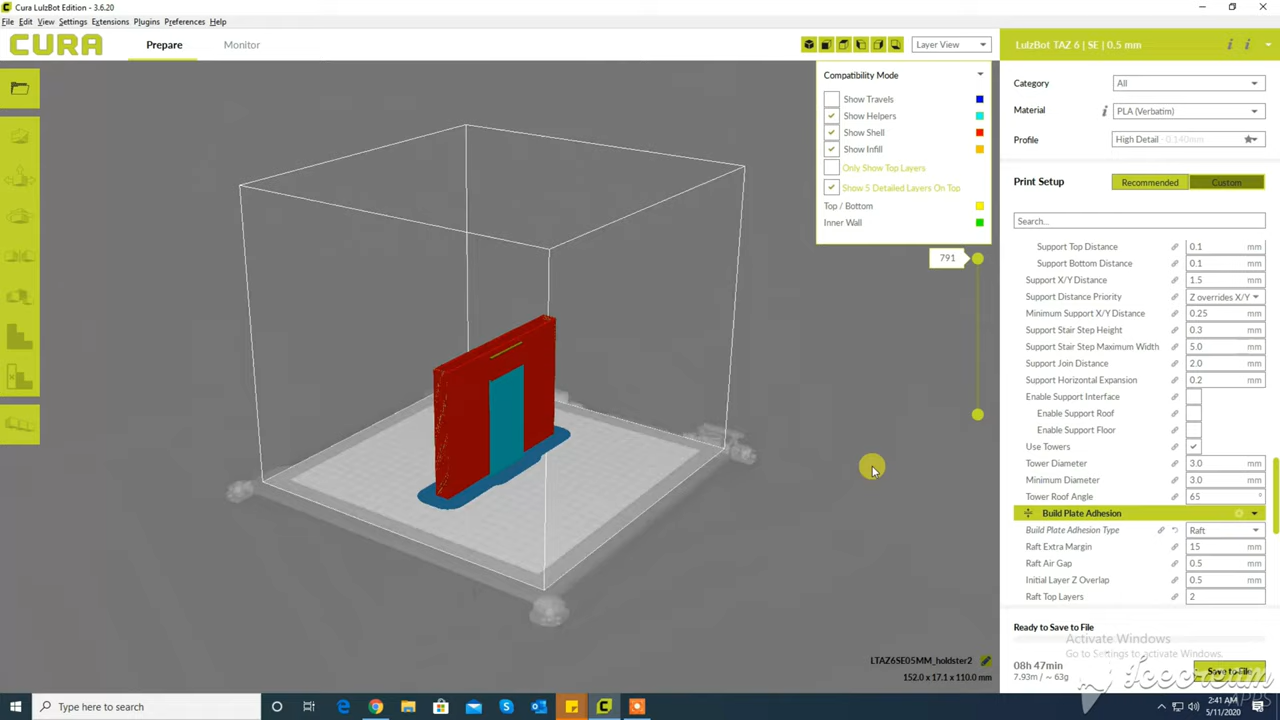 Cura LulzBot Edition - 3.6.20
File Edit View Settings Extensions Plugins Preferences Help
CURA
Prepare
Monitor
Layer View
LulzBot TAZ 6 | SE | 0.5 mm
Compatibility Mode
Show Travels
Show Helpers
Show Shell
Show Infill
Only Show Top Layers
Show 5 Detailed Layers On Top
Top / Bottom
Inner Wall
791
Category All
Material PLA (Verbatim)
Profile High Detail - 0.140mm
Print Setup Recommended Custom
Search...
Support Top Distance 0.1 mm
Support Bottom Distance 0.1 mm
Support X/Y Distance 1.5 mm
Support Distance Priority Z overrides X/Y
Minimum Support X/Y Distance 0.25 mm
Support Stair Step Height 0.3 mm
Support Stair Step Maximum Width 5.0 mm
Support Join Distance 2.0 mm
Support Horizontal Expansion 0.2 mm
Enable Support Interface
Enable Support Roof
Enable Support Floor
Use Towers
Tower Diameter 3.0 mm
Minimum Diameter 3.0 mm
Tower Roof Angle 65 °
Build Plate Adhesion
Build Plate Adhesion Type Raft
Raft Extra Margin 15 mm
Raft Air Gap 0.5 mm
Initial Layer Z Overlap 0.5 mm
Raft Top Layers 2
Ready to Save to File
Activate Windows
Go to Settings to activate Windows.
LTAZ6SE05MM_holdster2
152.0 x 17.1 x 110.0 mm
08h 47min
7.93m / ~ 63g
Save to File
Icecream
APPS
Type here to search
2:41 AM
5/11/2020